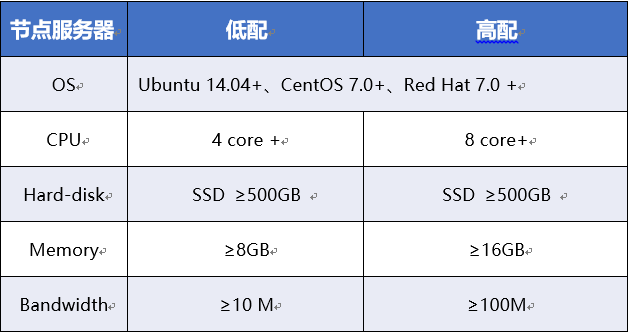 节点服务器 低配 高配
OS Ubuntu 14.04+、CentOS 7.0+、Red Hat 7.0 +
CPU 4 core + 8 core+
Hard-disk SSD ≥500GB SSD ≥500GB
Memory ≥8GB ≥16GB
Bandwidth ≥10 M ≥100M